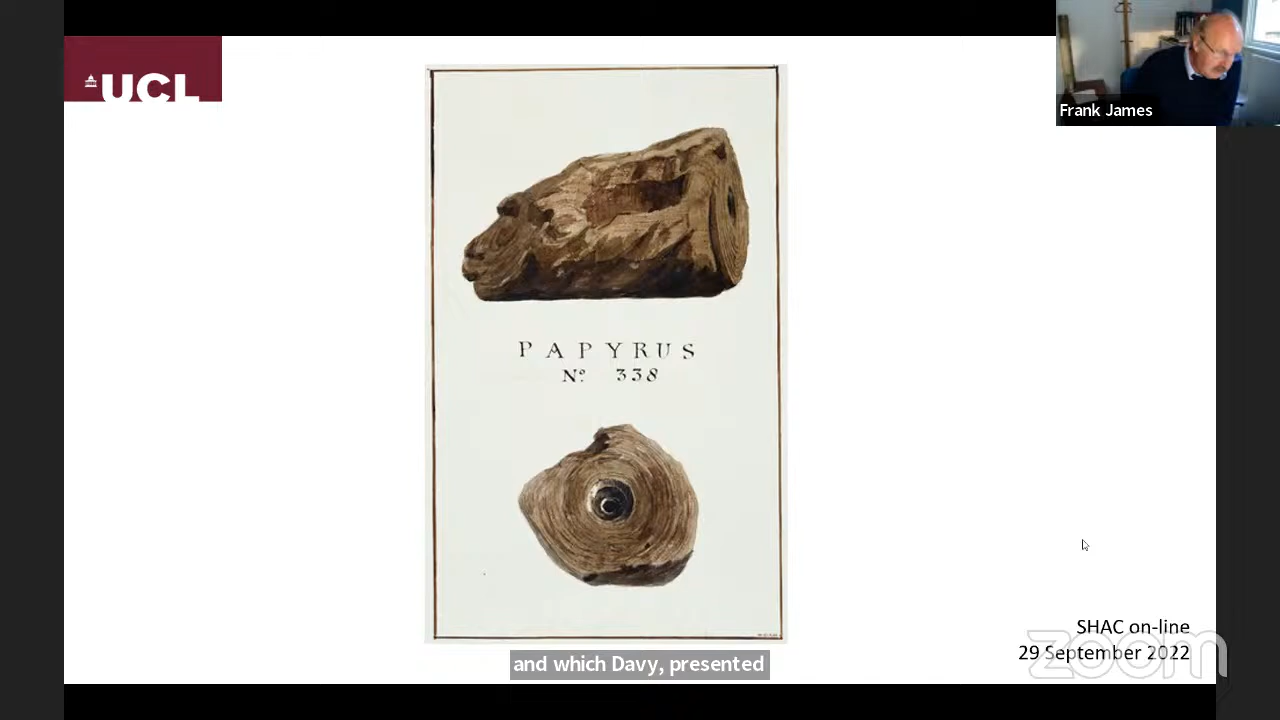 UCL
Frank James
PAPYRUS
Nº 338
SHAC on-line
29 September 2022
zoom
and which Davy, presented